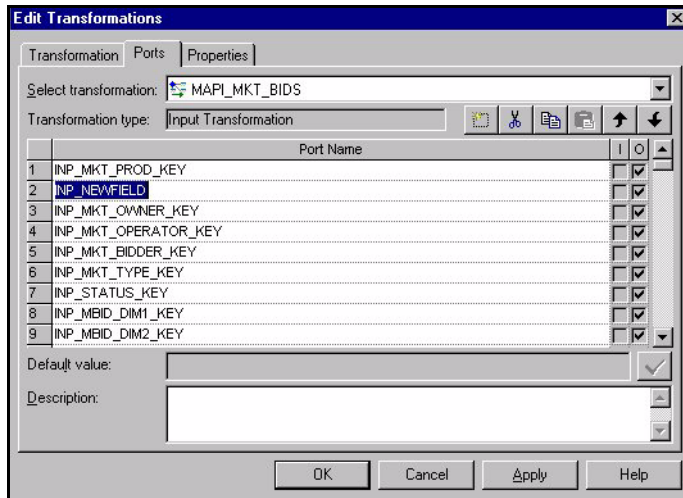 Edit Transformations
Transformation Ports Properties
Select transformation: MAPI_MKT_BIDS
Transformation type: Input Transformation
Port Name I O
1 INP_MKT_PROD_KEY
2 INP_NEWFIELD
3 INP_MKT_OWNER_KEY
4 INP_MKT_OPERATOR_KEY
5 INP_MKT_BIDDER_KEY
6 INP_MKT_TYPE_KEY
7 INP_STATUS_KEY
8 INP_MBID_DIM1_KEY
9 INP_MBID_DIM2_KEY
Default value:
Description:
OK Cancel Apply Help